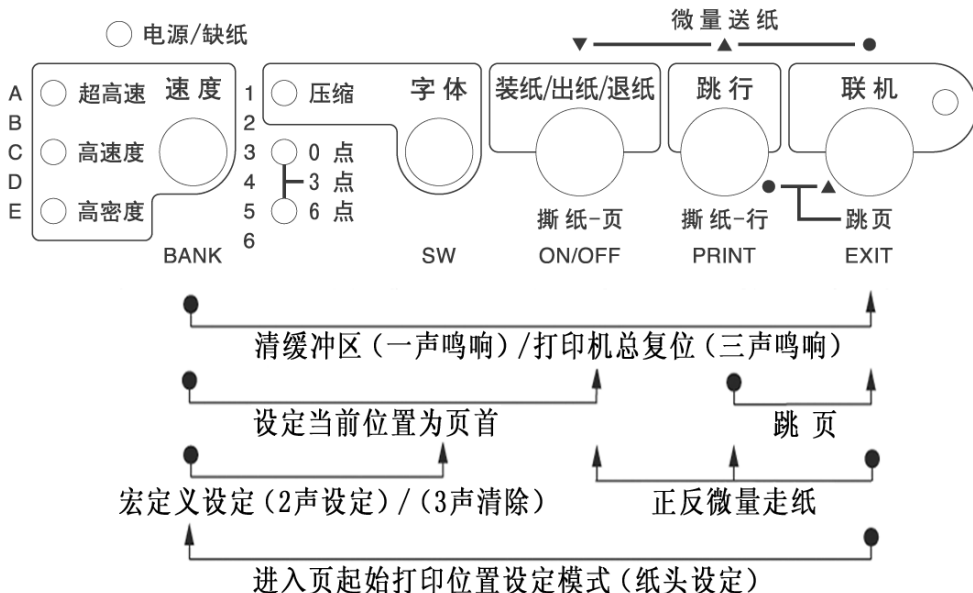 微量送纸
电源/缺纸
▼ ▲ ●
A 超高速 速度 1 压缩 字体 装纸/出纸/退纸 跳行 联机
B 2
C 高速度 3 0 点
D 4 3 点
E 高密度 5 6 点 撕纸-页 撕纸-行 跳页
6
BANK SW ON/OFF PRINT EXIT
清缓冲区(一声鸣响)/打印机总复位(三声鸣响)
设定当前位置为页首 跳 页
宏定义设定(2声设定)/(3声清除) 正反微量走纸
进入页起始打印位置设定模式(纸头设定)